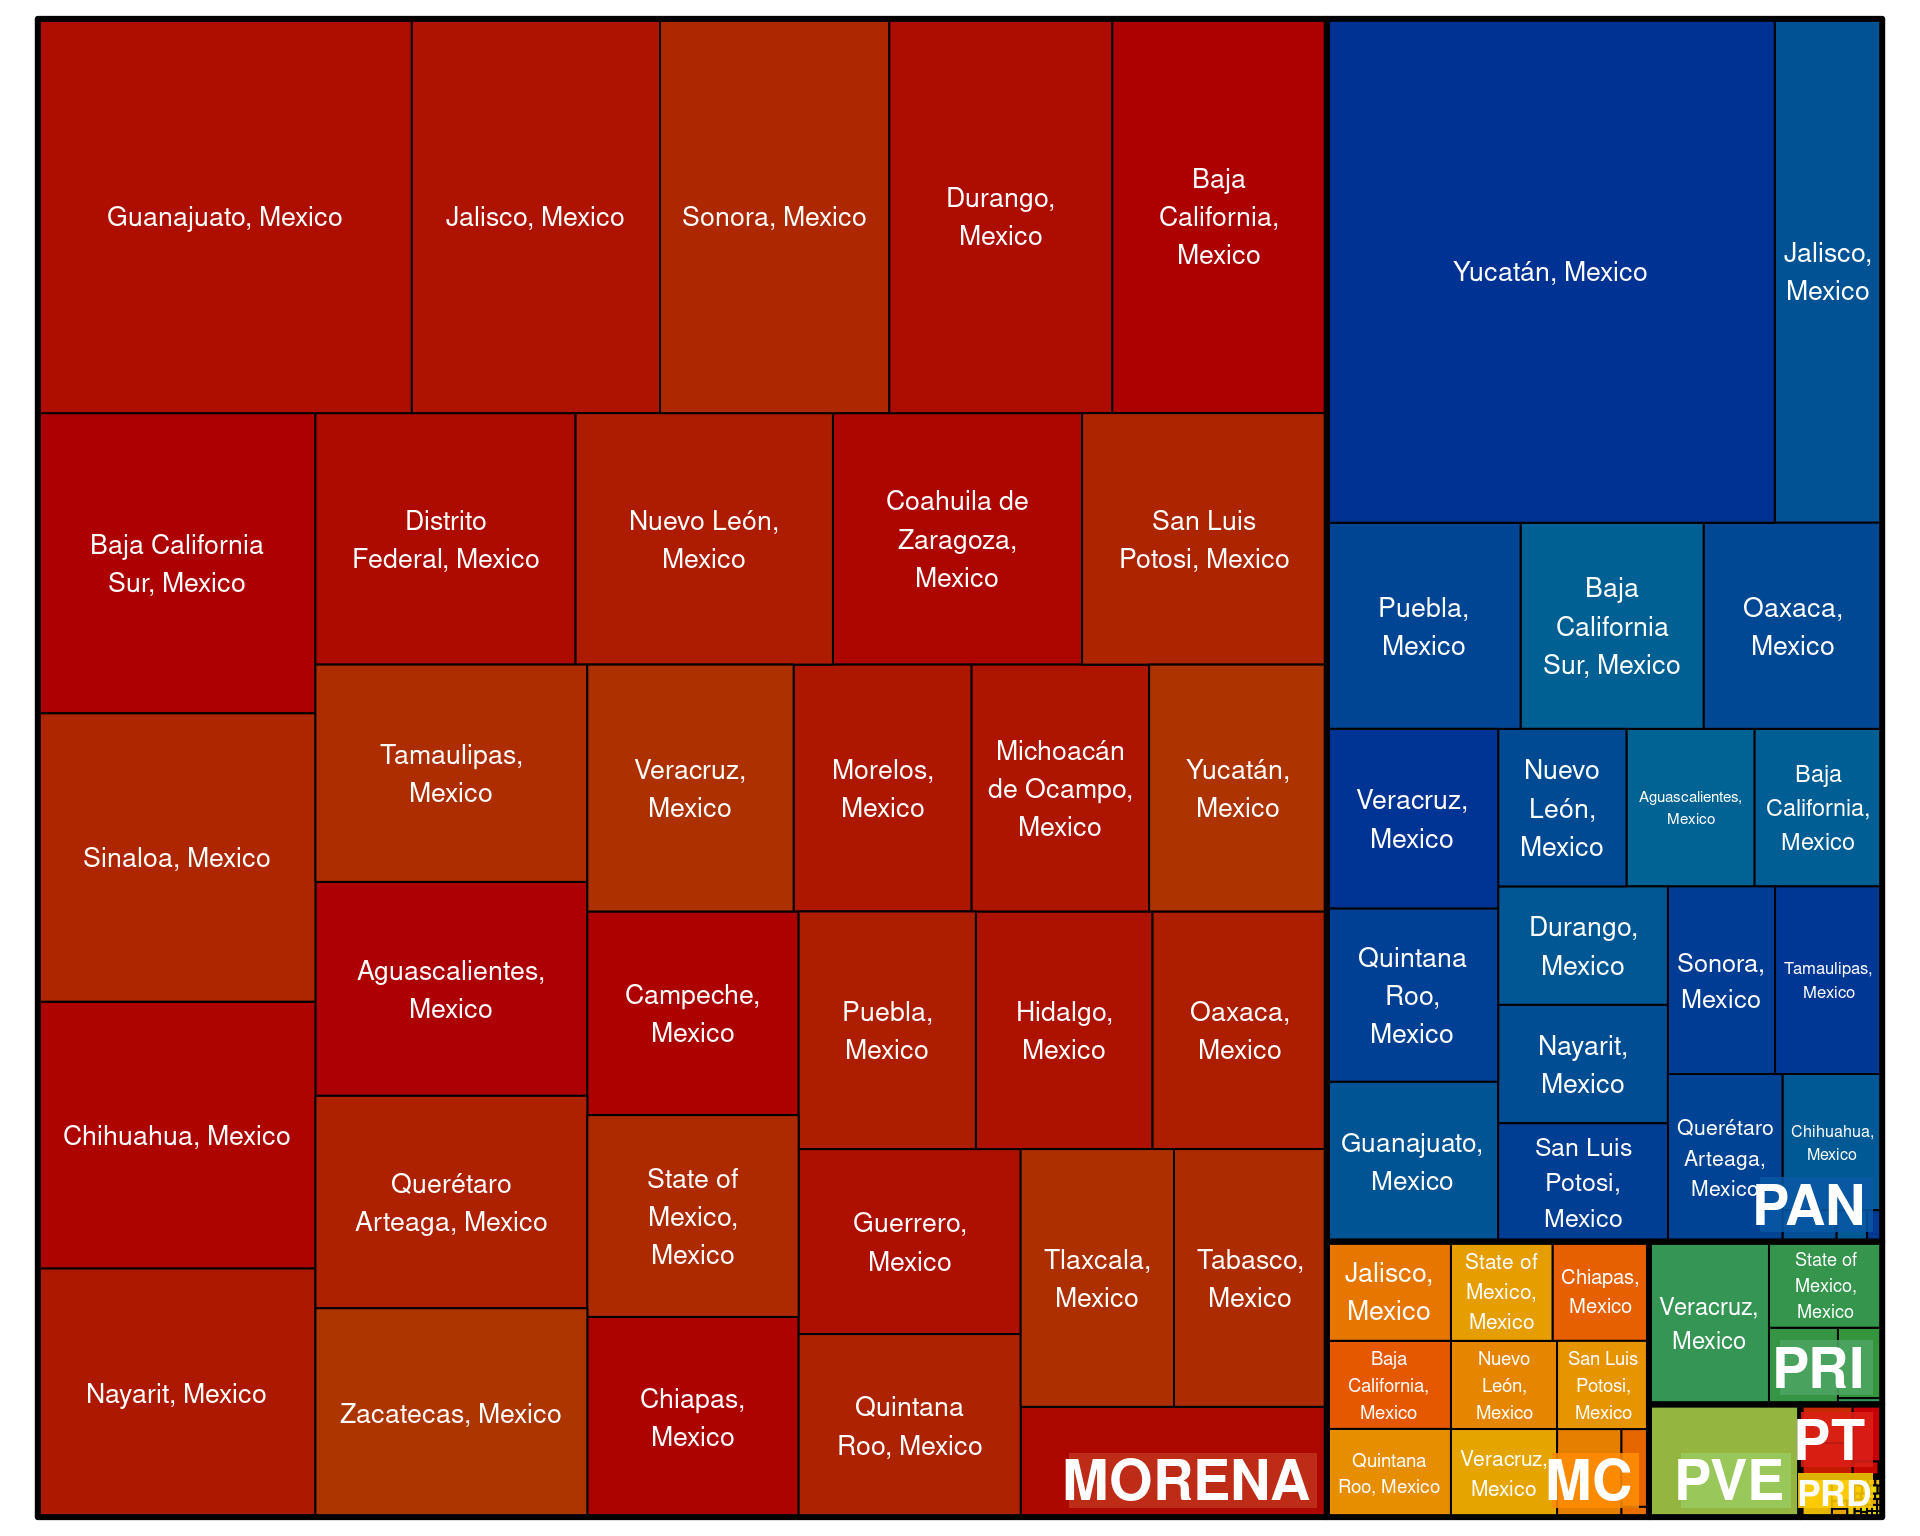 Guanajuato, Mexico
Jalisco, Mexico
Sonora, Mexico
Durango,
Mexico
Baja
California,
Mexico
Baja California
Sur, Mexico
Distrito
Federal, Mexico
Nuevo León,
Mexico
Coahuila de
Zaragoza,
Mexico
San Luis
Potosi, Mexico
Sinaloa, Mexico
Tamaulipas,
Mexico
Veracruz,
Mexico
Morelos,
Mexico
Michoacán
de Ocampo,
Mexico
Yucatán,
Mexico
Aguascalientes,
Mexico
Campeche,
Mexico
Puebla,
Mexico
Hidalgo,
Mexico
Oaxaca,
Mexico
Chihuahua, Mexico
Querétaro
Arteaga, Mexico
State of
Mexico,
Mexico
Guerrero,
Mexico
Tlaxcala,
Mexico
Tabasco,
Mexico
Nayarit, Mexico
Zacatecas, Mexico
Chiapas,
Mexico
Quintana
Roo, Mexico
MORENA
Yucatán, Mexico
Jalisco,
Mexico
Puebla,
Mexico
Baja
California
Sur, Mexico
Oaxaca,
Mexico
Veracruz,
Mexico
Nuevo
León,
Mexico
Aguascalientes,
Mexico
Baja
California,
Mexico
Quintana
Roo,
Mexico
Durango,
Mexico
Sonora,
Mexico
Tamaulipas,
Mexico
Nayarit,
Mexico
Guanajuato,
Mexico
San Luis
Potosi,
Mexico
Querétaro
Arteaga,
Mexico
Chihuahua,
Mexico
PAN
Jalisco,
Mexico
State of
Mexico,
Mexico
Chiapas,
Mexico
Baja
California,
Mexico
Nuevo
León,
Mexico
San Luis
Potosi,
Mexico
Quintana
Roo, Mexico
Veracruz,
Mexico
MC
Veracruz,
Mexico
State of
Mexico,
Mexico
PRI
PVE
PT
PRD